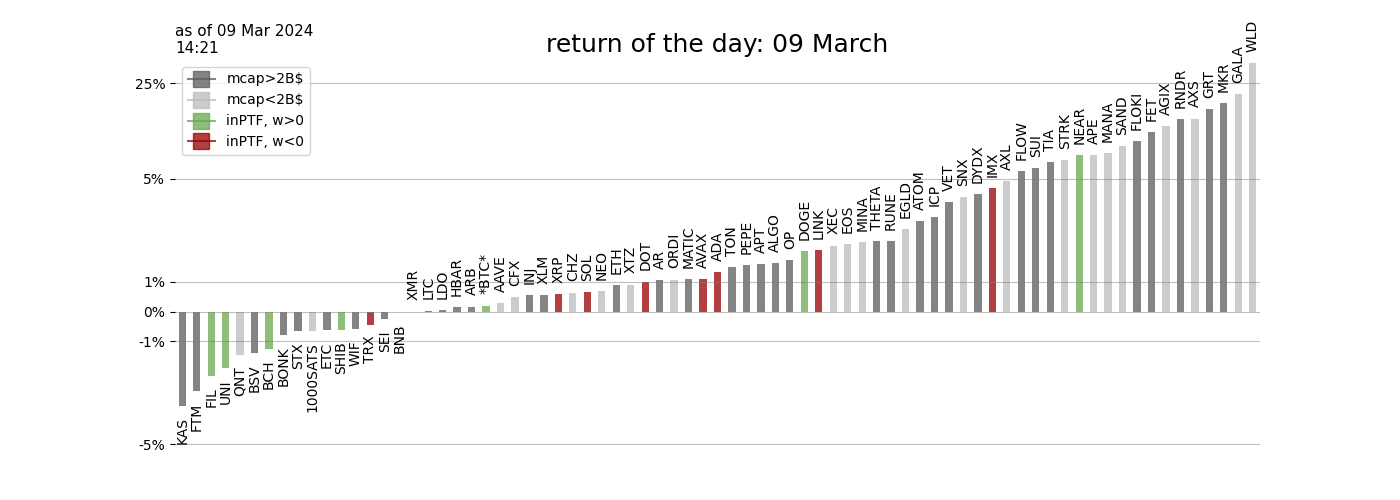 as of 09 Mar 2024
14:21
return of the day: 09 March
mcap>2B$
mcap<2B$
inPTF, w>0
inPTF, w<0
25%
5%
1%
0%
-1%
-5%
KAS
FTM
FIL
UNI
QNT
BSV
BCH
BONK
STX
1000SATS
ETC
SHIB
WIF
TRX
SEI
BNB
XMR
LTC
LDO
HBAR
ARB
*BTC*
AAVE
CFX
INJ
XLM
XRP
CHZ
SOL
NEO
ETH
XTZ
DOT
AR
ORDI
MATIC
AVAX
ADA
TON
PEPE
APT
ALGO
OP
DOGE
LINK
XEC
EOS
MINA
THETA
RUNE
EGLD
ATOM
ICP
VET
SNX
DYDX
IMX
AXL
FLOW
SUI
TIA
STRK
NEAR
APE
MANA
SAND
FLOKI
FET
AGIX
RNDR
AXS
GRT
MKR
GALA
WLD